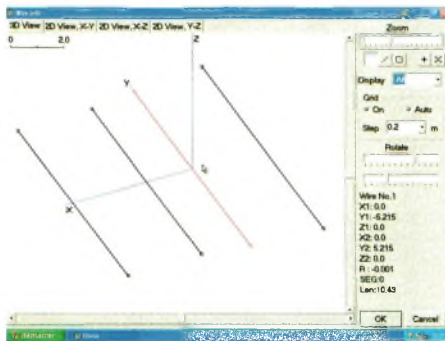 3D View 2D View, X-Y 2D View, X-Z 2D View, Y-Z
0 2.0
Z
Y
X
Zoom
Display All
Grid
On Auto
Step 0.2 m
Rotate
Wire No.1
X1: 0.0
Y1: -5.215
Z1: 0.0
X2: 0.0
Y2: 5.215
Z2: 0.0
R : -0.001
SEG:0
Len:10.43
OK Cancel